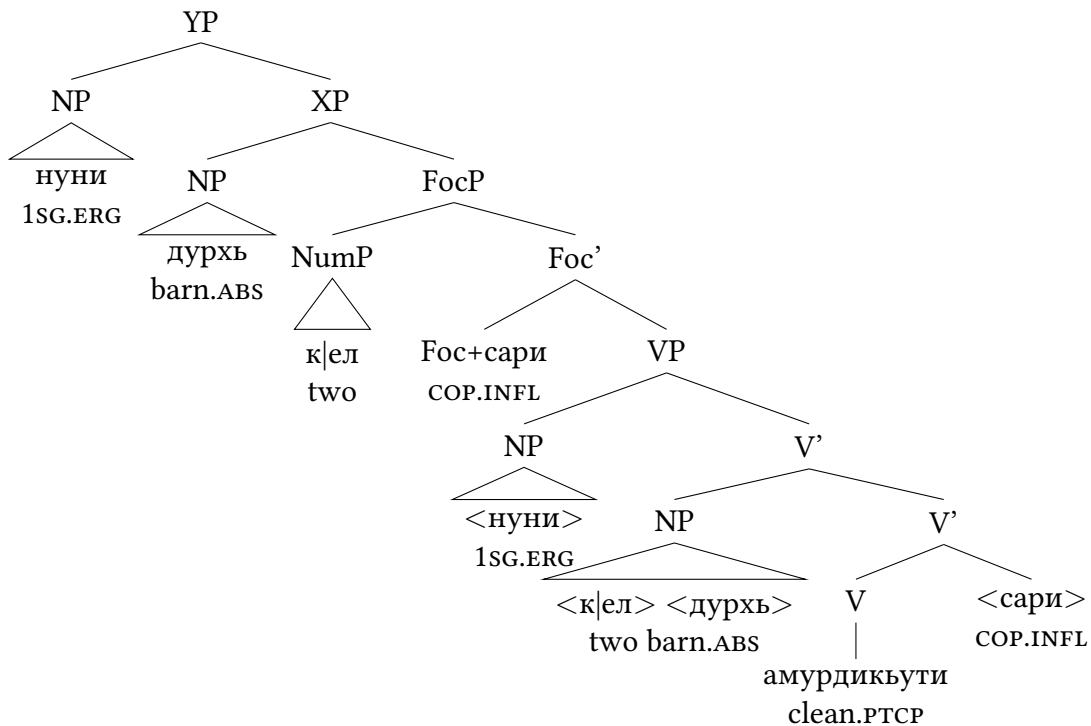 YP
NP XP
нуни
1SG.ERG
NP FocP
дурхь
barn.ABS
NumP Foc’
к|ел
two
Foc+сари VP
COP.INFL
NP V’
<нуни>
1SG.ERG
NP V’
<к|ел> <дурхь>
two barn.ABS
V <сари>
COP.INFL
амурдикьути
clean.PTCP